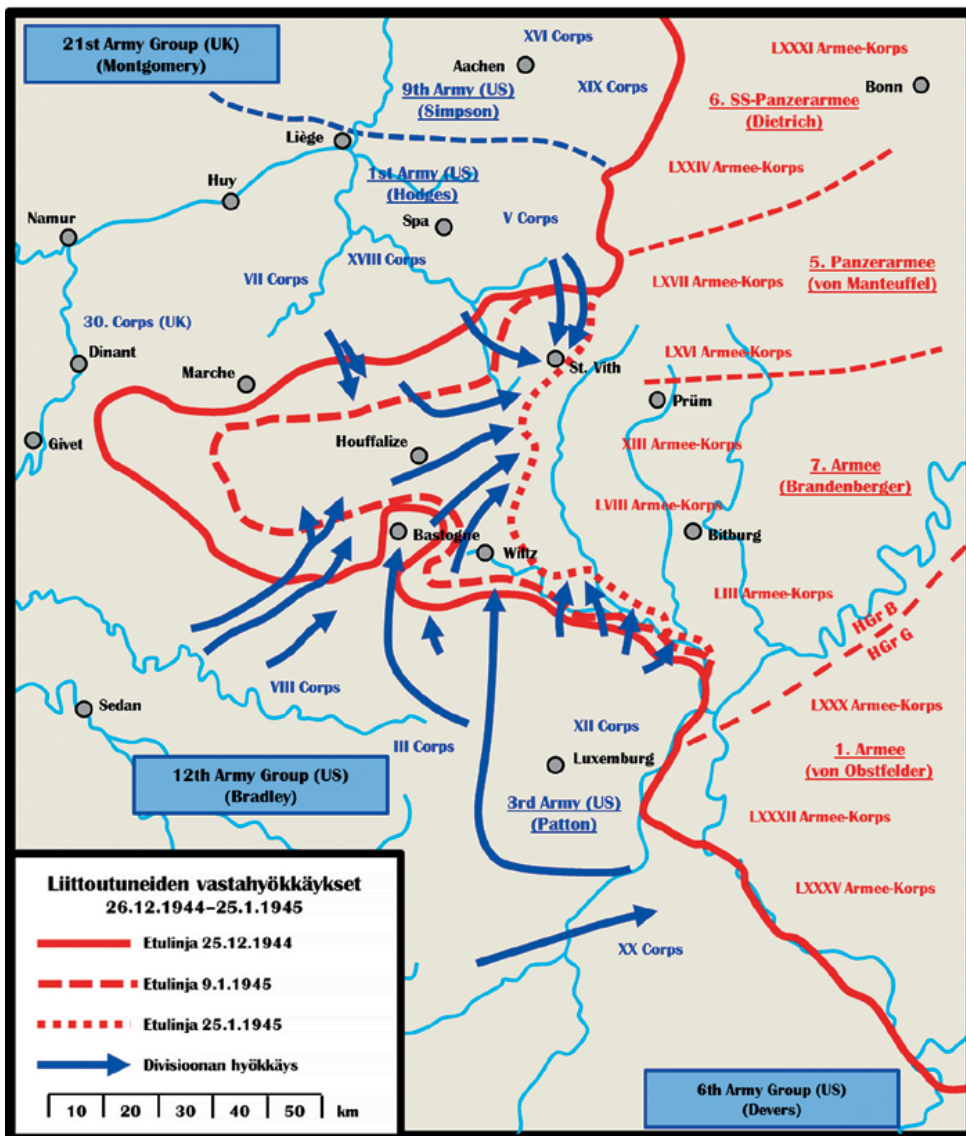 21st Army Group (UK)
(Montgomery)
XVI Corps
Aachen
LXXXI Armee-Korps
9th Army (US)
(Simpson)
XIX Corps
Bonn
6. SS-Panzerarmee
(Dietrich)
Liège
LXXIV Armee-Korps
1st Army (US)
(Hodges)
Huy
Namur
Spa
V Corps
XVIII Corps
VII Corps
5. Panzerarmee
(von Manteuffel)
LXVII Armee-Korps
30. Corps (UK)
Dinant
LXVI Armee-Korps
Marche
St. Vith
Prüm
Givet
Houffalize
XIII Armee-Korps
7. Armee
(Brandenberger)
LVIII Armee-Korps
Bastogne
Bitburg
Wiltz
LIII Armee-Korps
HGr B
HGr G
VIII Corps
Sedan
LXXX Armee-Korps
XII Corps
III Corps
Luxemburg
1. Armee
(von Obstfelder)
12th Army Group (US)
(Bradley)
3rd Army (US)
(Patton)
LXXXII Armee-Korps
LXXXV Armee-Korps
XX Corps
Liittoutuneiden vastahyökkäykset
26.12.1944–25.1.1945
Etulinja 25.12.1944
Etulinja 9.1.1945
Etulinja 25.1.1945
Divisioonan hyökkäys
10 20 30 40 50 km
6th Army Group (US)
(Devers)